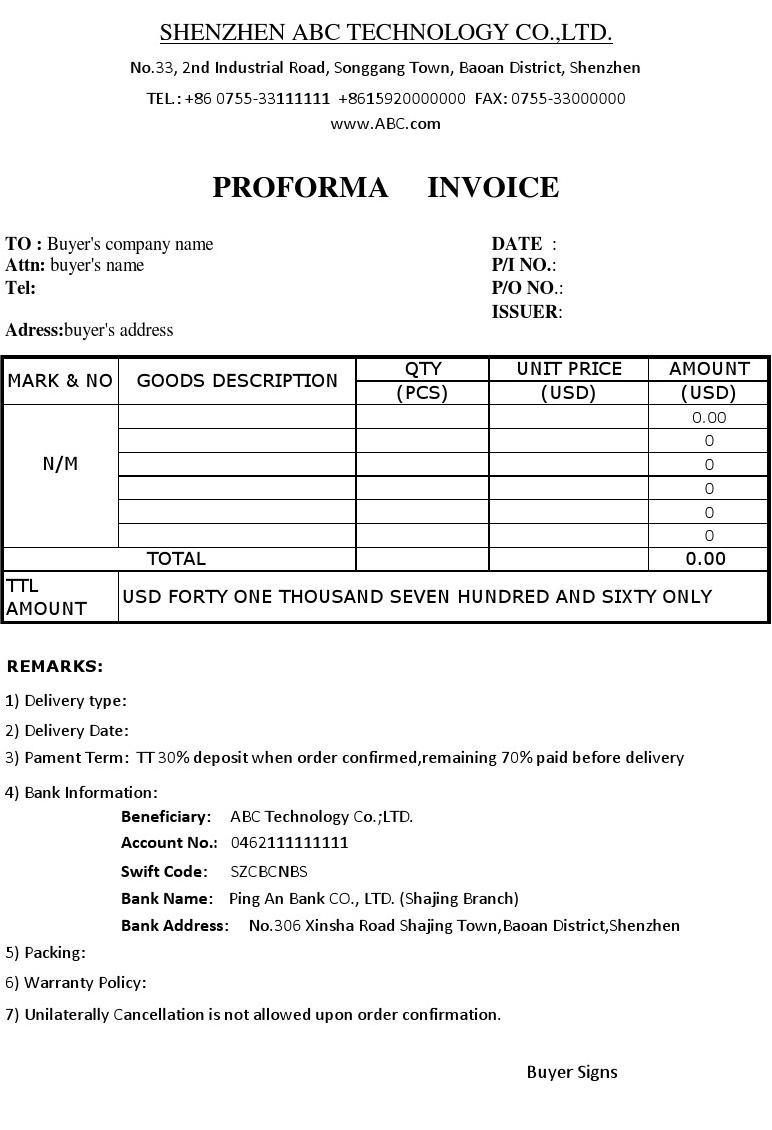 SHENZHEN ABC TECHNOLOGY CO.,LTD.
No.33, 2nd Industrial Road, Songgang Town, Baoan District, Shenzhen
TEL.: +86 0755-33111111 +8615920000000 FAX: 0755-33000000
www.ABC.com
PROFORMA INVOICE
TO : Buyer's company name
DATE :
Attn: buyer's name
P/I NO.:
Tel:
P/O NO.:
ISSUER:
Adress:buyer's address
MARK & NO GOODS DESCRIPTION QTY UNIT PRICE AMOUNT
(PCS) (USD) (USD)
0.00
0
N/M 0
0
0
0
TOTAL 0.00
TTL AMOUNT USD FORTY ONE THOUSAND SEVEN HUNDRED AND SIXTY ONLY
REMARKS:
1) Delivery type:
2) Delivery Date:
3) Pament Term: TT 30% deposit when order confirmed,remaining 70% paid before delivery
4) Bank Information:
Beneficiary: ABC Technology Co.;LTD.
Account No.: 0462111111111
Swift Code: SZCBCNBS
Bank Name: Ping An Bank CO., LTD. (Shajing Branch)
Bank Address: No.306 Xinsha Road Shajing Town,Baoan District,Shenzhen
5) Packing:
6) Warranty Policy:
7) Unilaterally Cancellation is not allowed upon order confirmation.
Buyer Signs